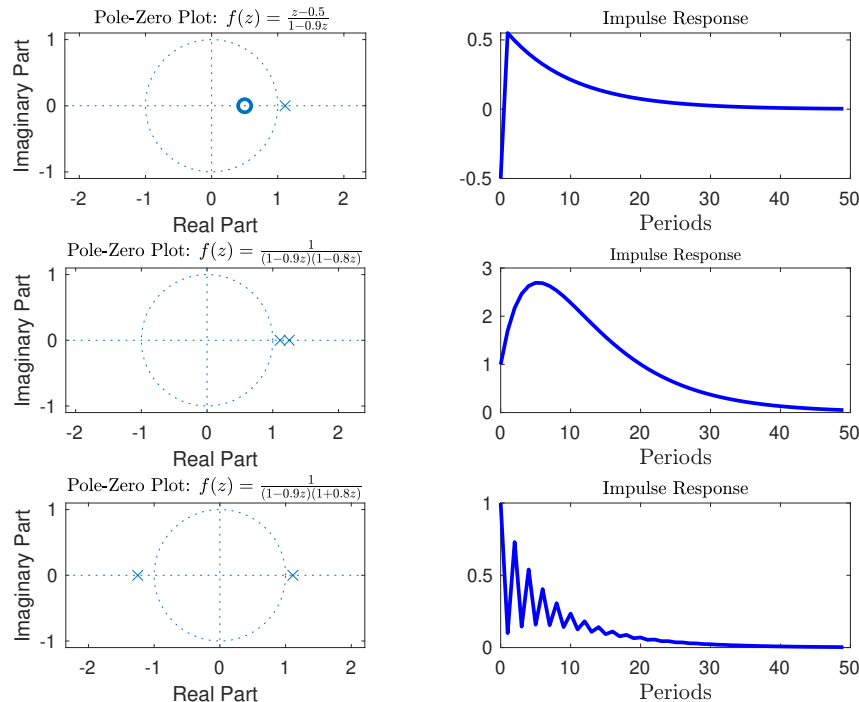 Pole-Zero Plot: f(z) = \frac{z-0.5}{1-0.9z}
1
0
-1
Imaginary Part
-2 -1 0 1 2
Real Part
0.5
0
-0.5
0 10 20 30 40 50
Impulse Response
Periods
Pole-Zero Plot: f(z) = \frac{1}{(1-0.9z)(1-0.8z)}
1
0
-1
Imaginary Part
-2 -1 0 1 2
Real Part
Impulse Response
3
2
1
0
0 10 20 30 40 50
Periods
Pole-Zero Plot: f(z) = \frac{1}{(1-0.9z)(1+0.8z)}
1
0
-1
Imaginary Part
-2 -1 0 1 2
Real Part
Impulse Response
1
0.5
0
0 10 20 30 40 50
Periods